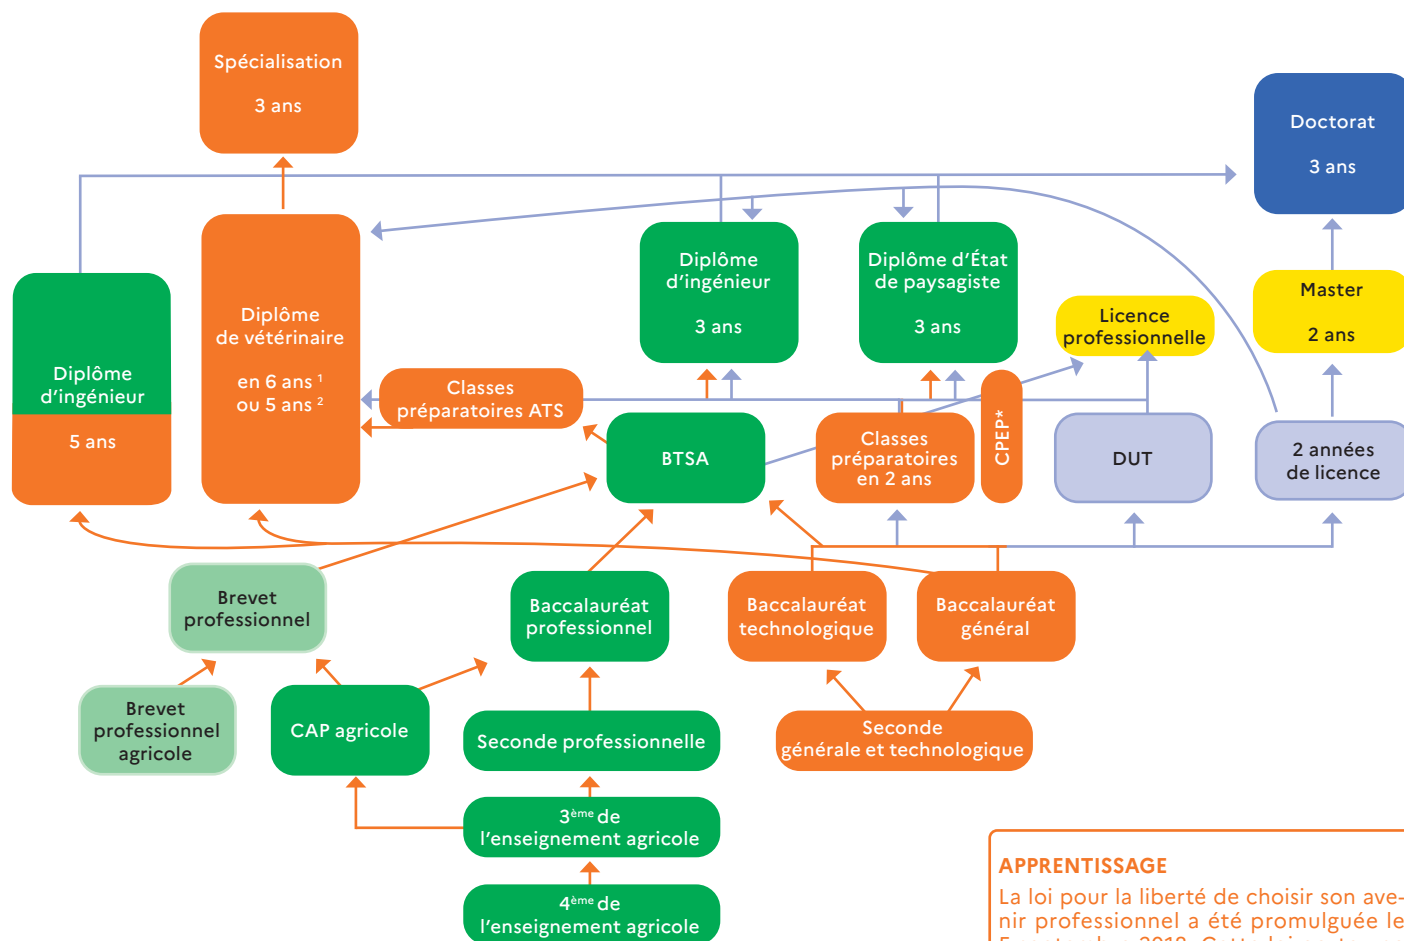 Spécialisation
3 ans
Doctorat
3 ans
Diplôme
d'ingénieur
5 ans
Diplôme
de vétérinaire
en 6 ans ¹
ou 5 ans ²
Diplôme
d'ingénieur
3 ans
Diplôme d'État
de paysagiste
3 ans
Licence
professionnelle
Master
2 ans
Classes
préparatoires ATS
BTSA
Classes
préparatoires
en 2 ans
CPEP*
DUT
2 années
de licence
Brevet
professionnel
Baccalauréat
professionnel
Baccalauréat
technologique
Baccalauréat
général
Brevet
professionnel
agricole
CAP agricole
Seconde professionnelle
Seconde
générale et technologique
3ème de
l'enseignement agricole
4ème de
l'enseignement agricole
APPRENTISSAGE
La loi pour la liberté de choisir son ave-
nir professionnel a été promulguée le